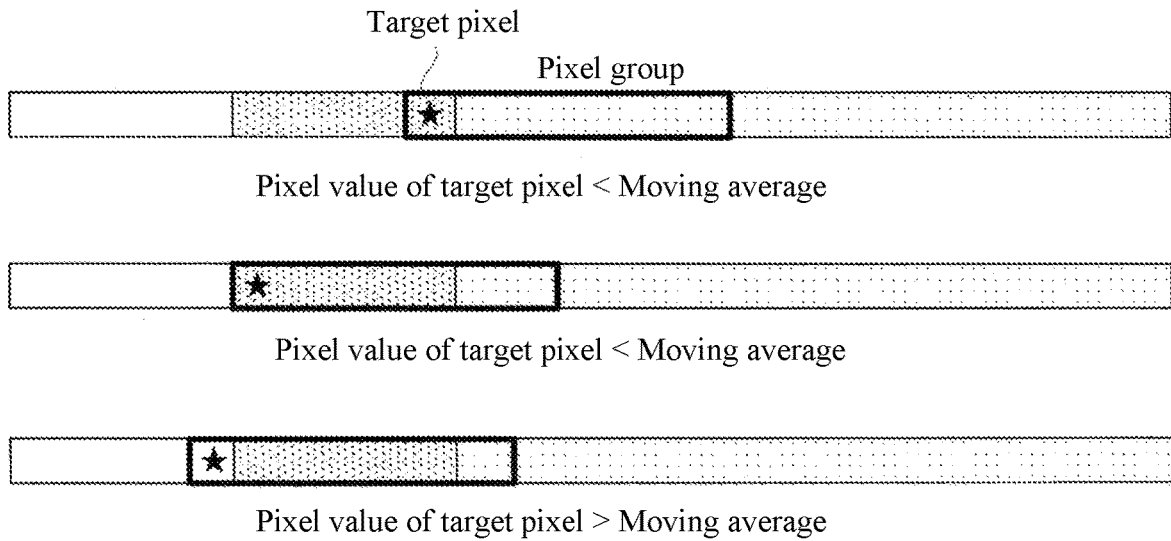 Target pixel
Pixel group
Pixel value of target pixel < Moving average
Pixel value of target pixel < Moving average
Pixel value of target pixel > Moving average